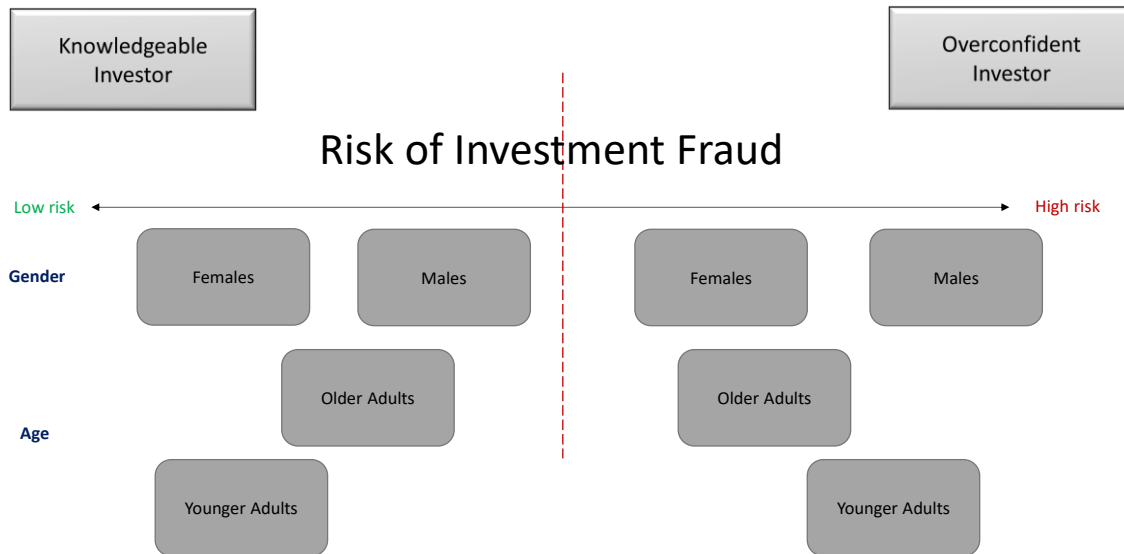 Knowledgeable
Investor
Overconfident
Investor
Risk of Investment Fraud
Low risk
High risk
Gender
Females
Males
Females
Males
Older Adults
Older Adults
Age
Younger Adults
Younger Adults